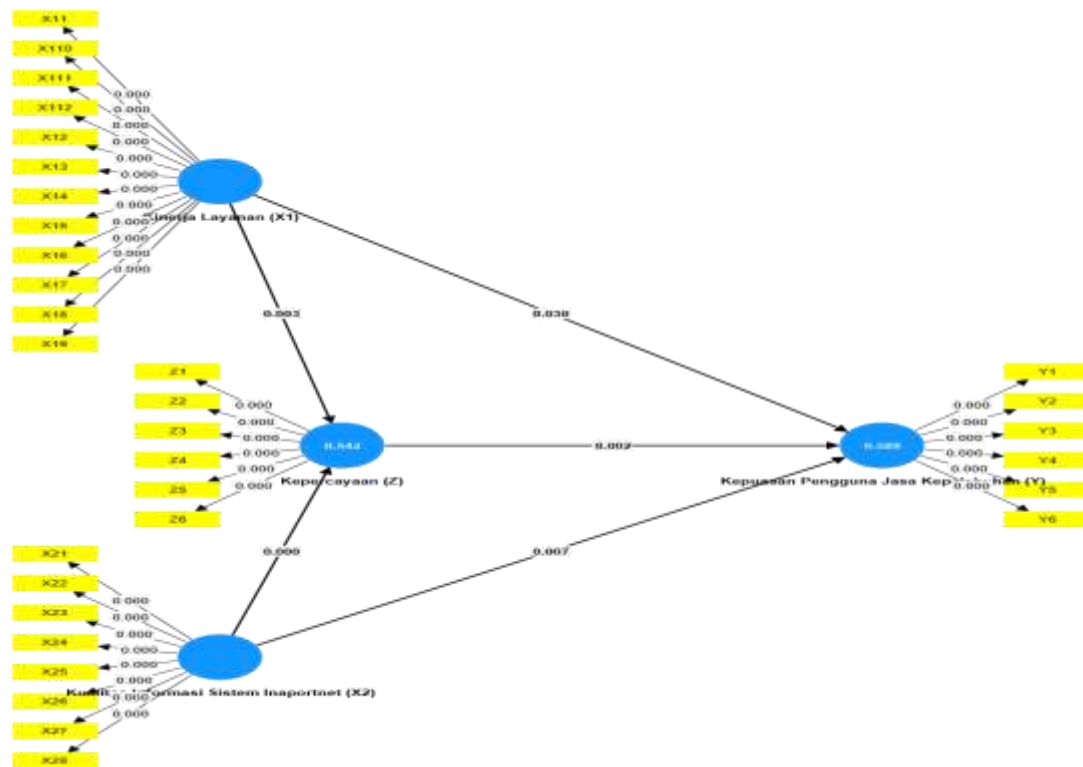 X11
X110
X111
X112
X12
X13
X14
X15
X16
X17
X18
X19
0.000
0.000
0.000
0.000
0.000
0.000
0.000
0.000
0.000
0.000
0.000
0.000
Layanan (X1)
0.003
0.030
Z1
Z2
Z3
Z4
Z5
Z6
0.000
0.000
0.000
0.000
0.000
0.000
Kepercayaan (Z)
0.002
Kepuasan Pengguna Jasa
(Y)
Y1
Y2
Y3
Y4
Y5
Y6
0.000
0.000
0.000
0.000
0.000
0.000
0.000
0.007
X21
X22
X23
X24
X25
X26
X27
X28
0.000
0.000
0.000
0.000
0.000
0.000
0.000
0.000
Sistem Inaportnet (X2)